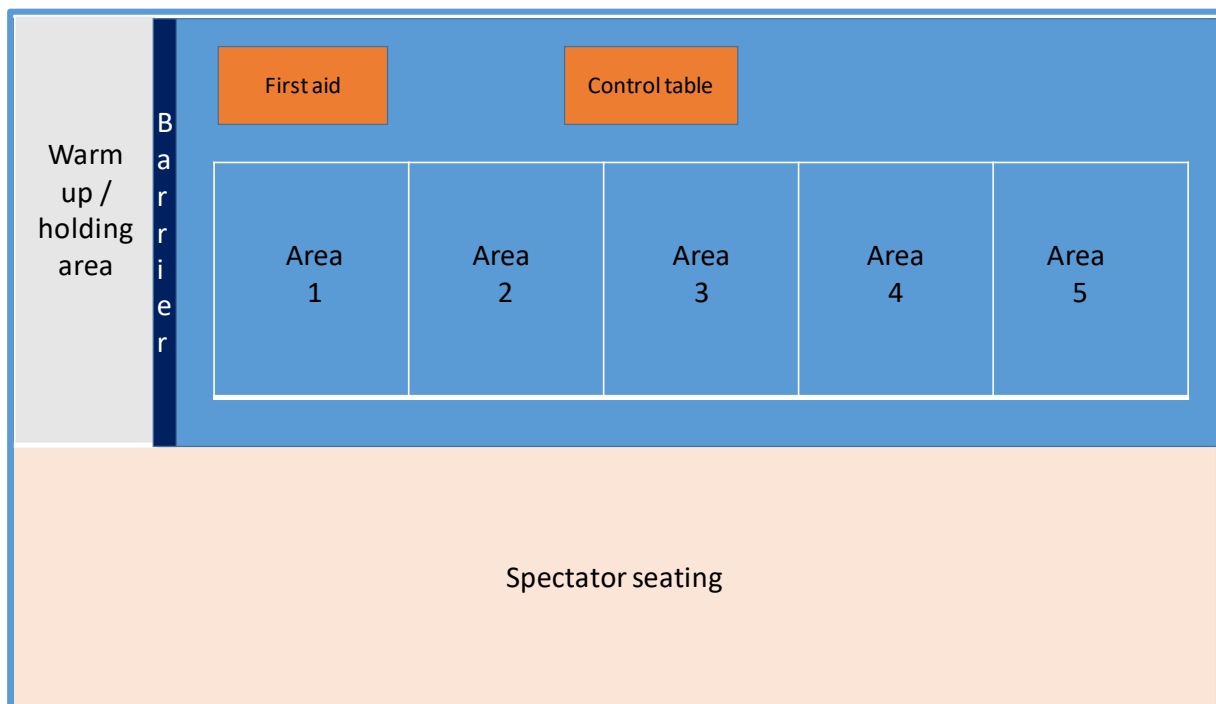 First aid
Control table
Warm
up /
holding
area
B
a
r
r
i
e
r
Area
1
Area
2
Area
3
Area
4
Area
5
Spectator seating